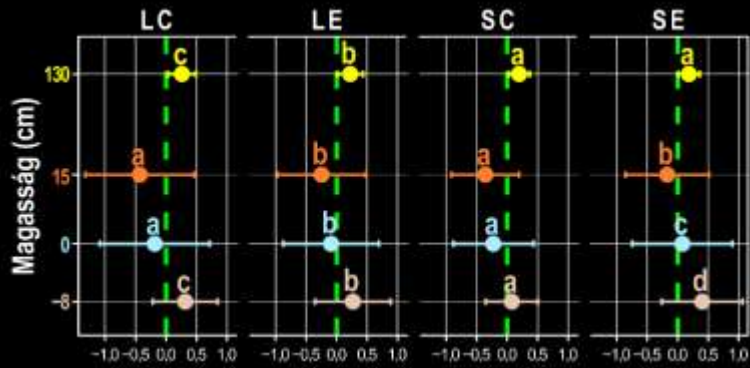 LC LE SC SE
130 c b a a
15 a b a b
0 a b a c
-8 c b a d
Magasság (cm)
-1,0 -0,5 0,0 0,5 1,0 -1,0 -0,5 0,0 0,5 1,0 -1,0 -0,5 0,0 0,5 1,0 -1,0 -0,5 0,0 0,5 1,0